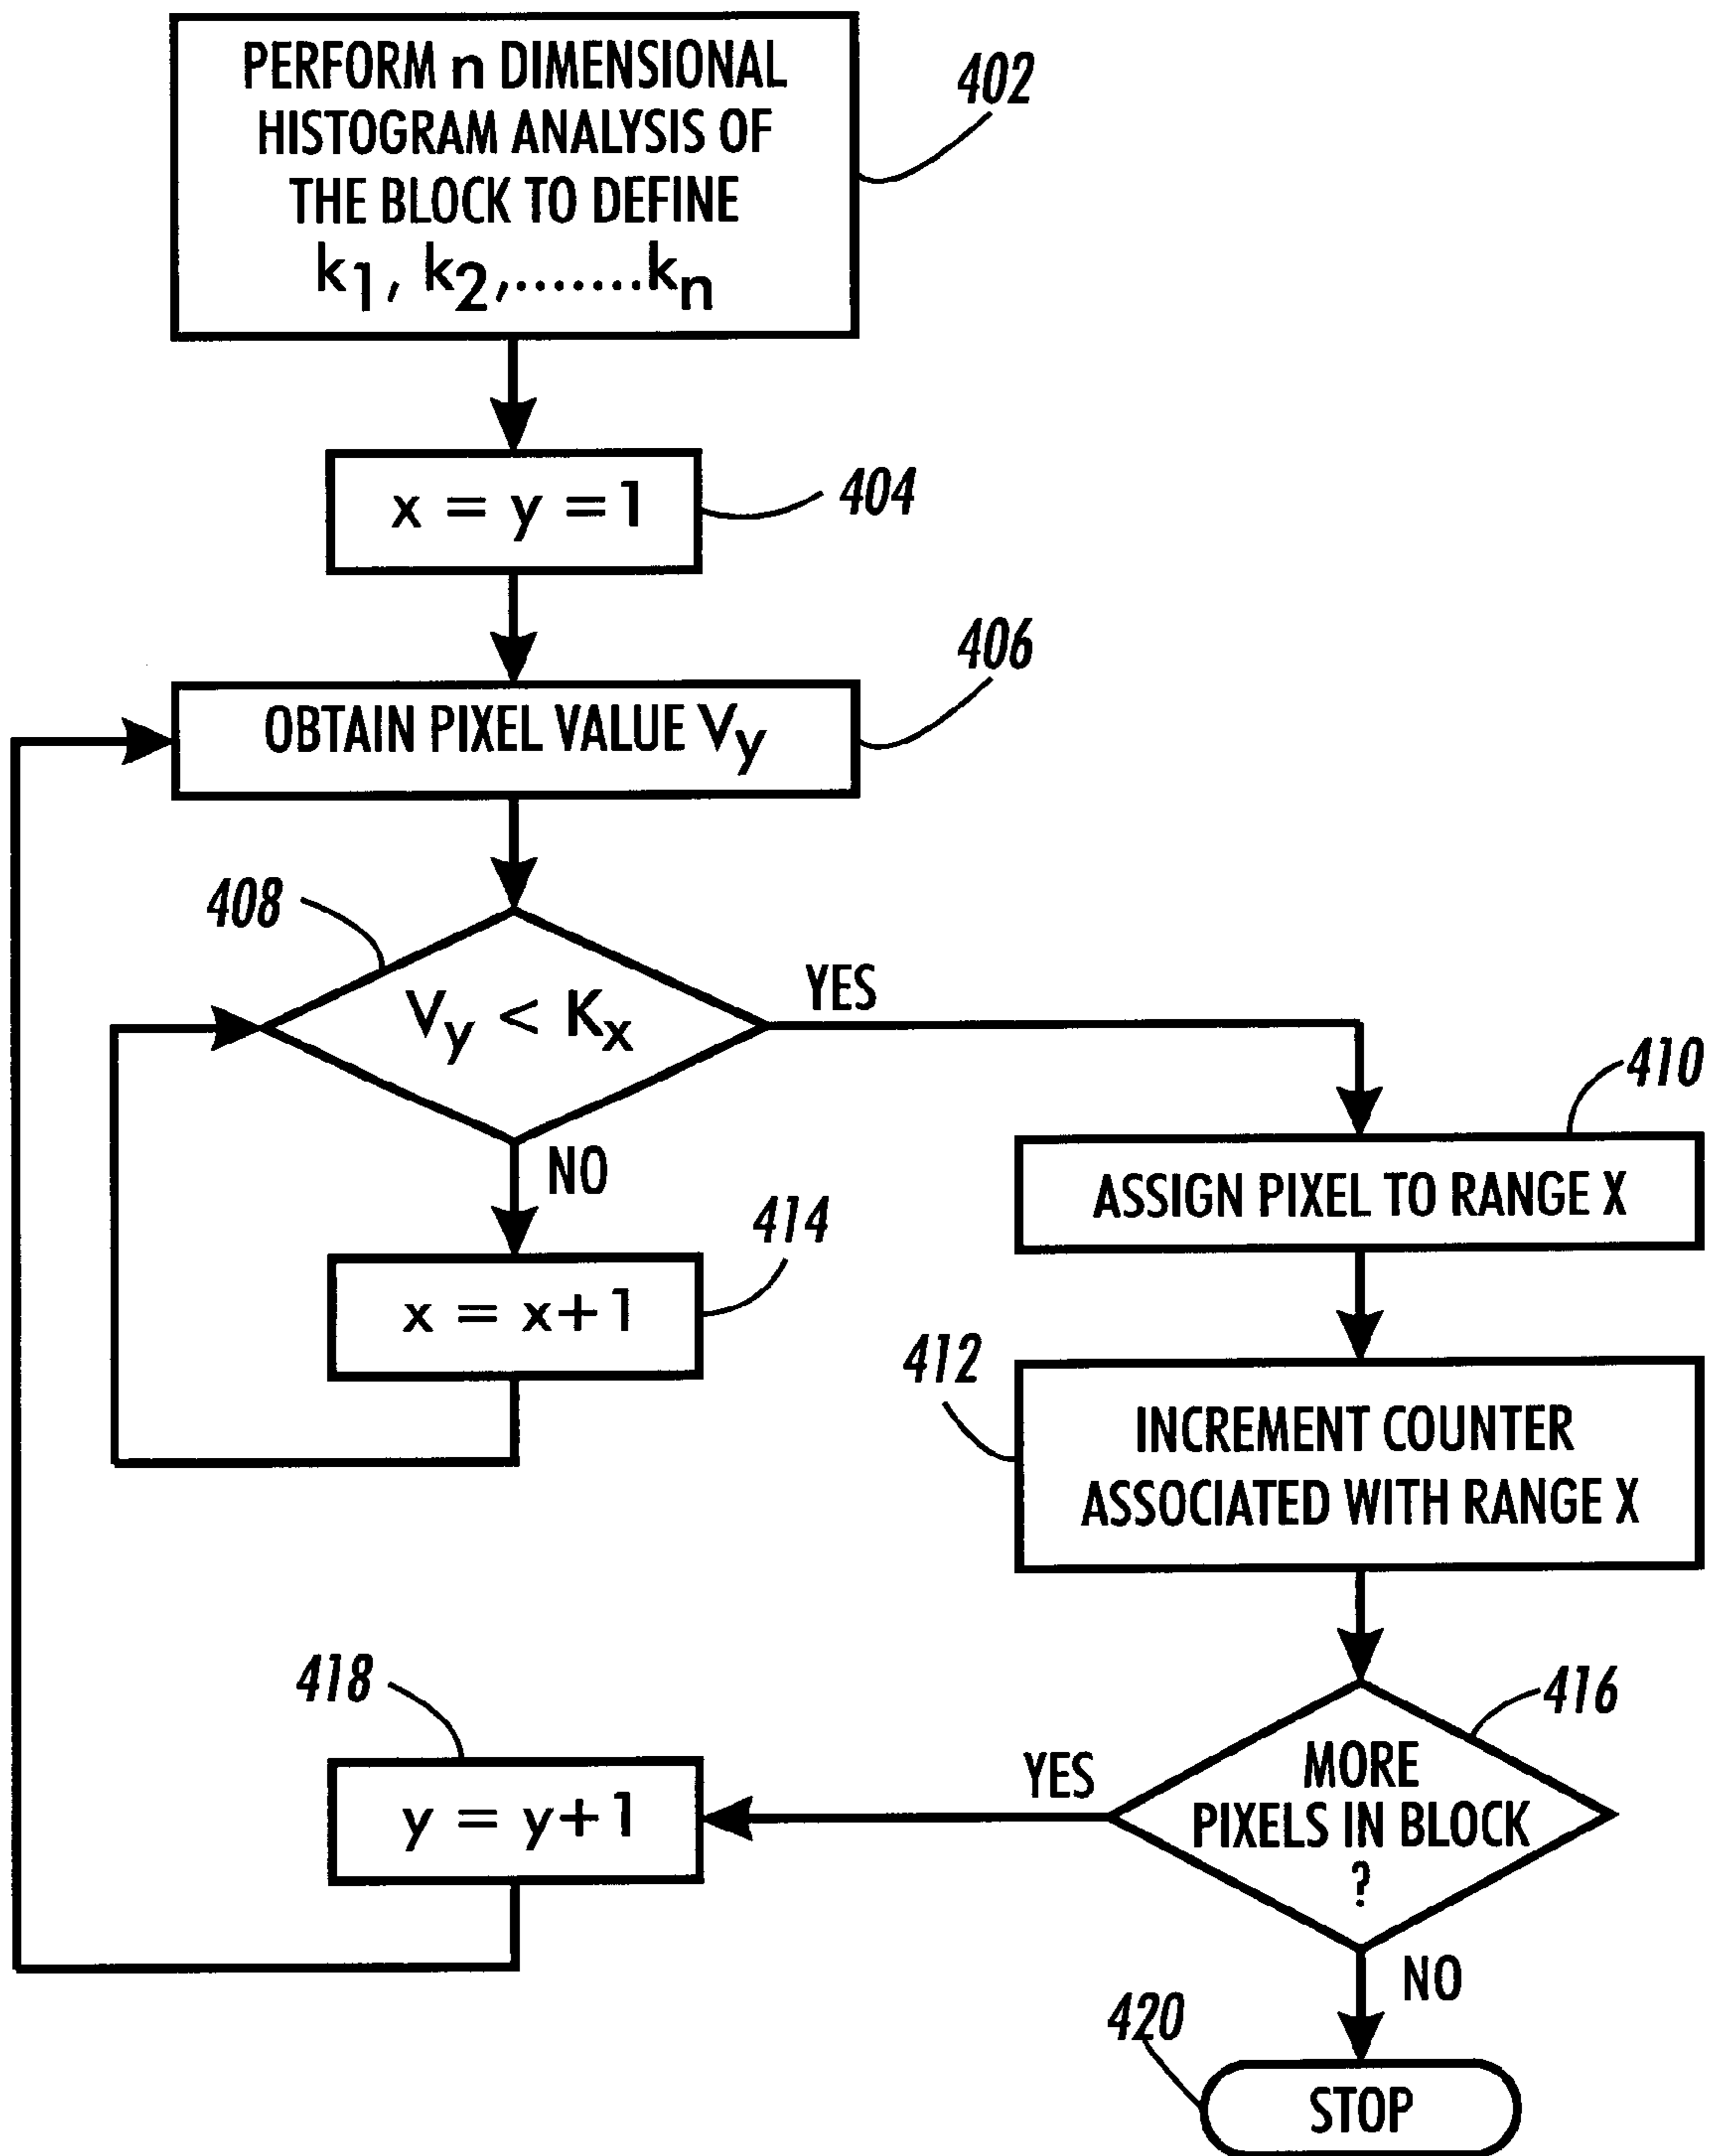 PERFORM n DIMENSIONAL
HISTOGRAM ANALYSIS OF
THE BLOCK TO DEFINE
k1, k2,.......kn
402
x = y = 1
404
OBTAIN PIXEL VALUE Vy
406
408
Vy < Kx
YES
NO
410
ASSIGN PIXEL TO RANGE X
414
x = x+1
412
INCREMENT COUNTER
ASSOCIATED WITH RANGE X
416
MORE
PIXELS IN BLOCK
?
YES
418
y = y+1
NO
420
STOP